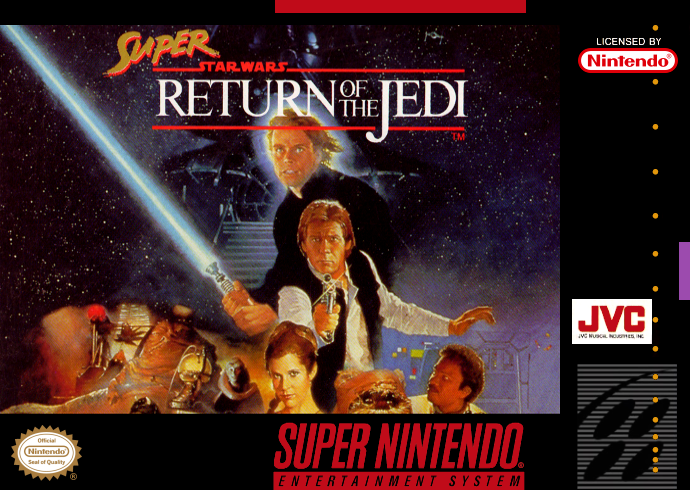 SUPER
STAR WARS
RETURN OF THE JEDI
TM
LICENSED BY
Nintendo®
JVC
JVC MUSICAL INDUSTRIES, INC.
Official
Nintendo
Seal of Quality
®
SUPER NINTENDO®
ENTERTAINMENT SYSTEM